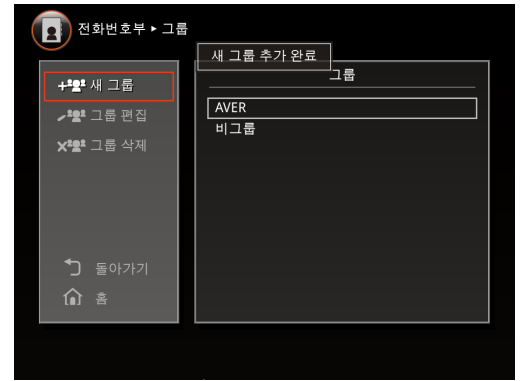 전화번호부 ▸ 그룹
새 그룹 추가 완료
그룹
새 그룹
그룹 편집
그룹 삭제
돌아가기
홈
AVER
비그룹